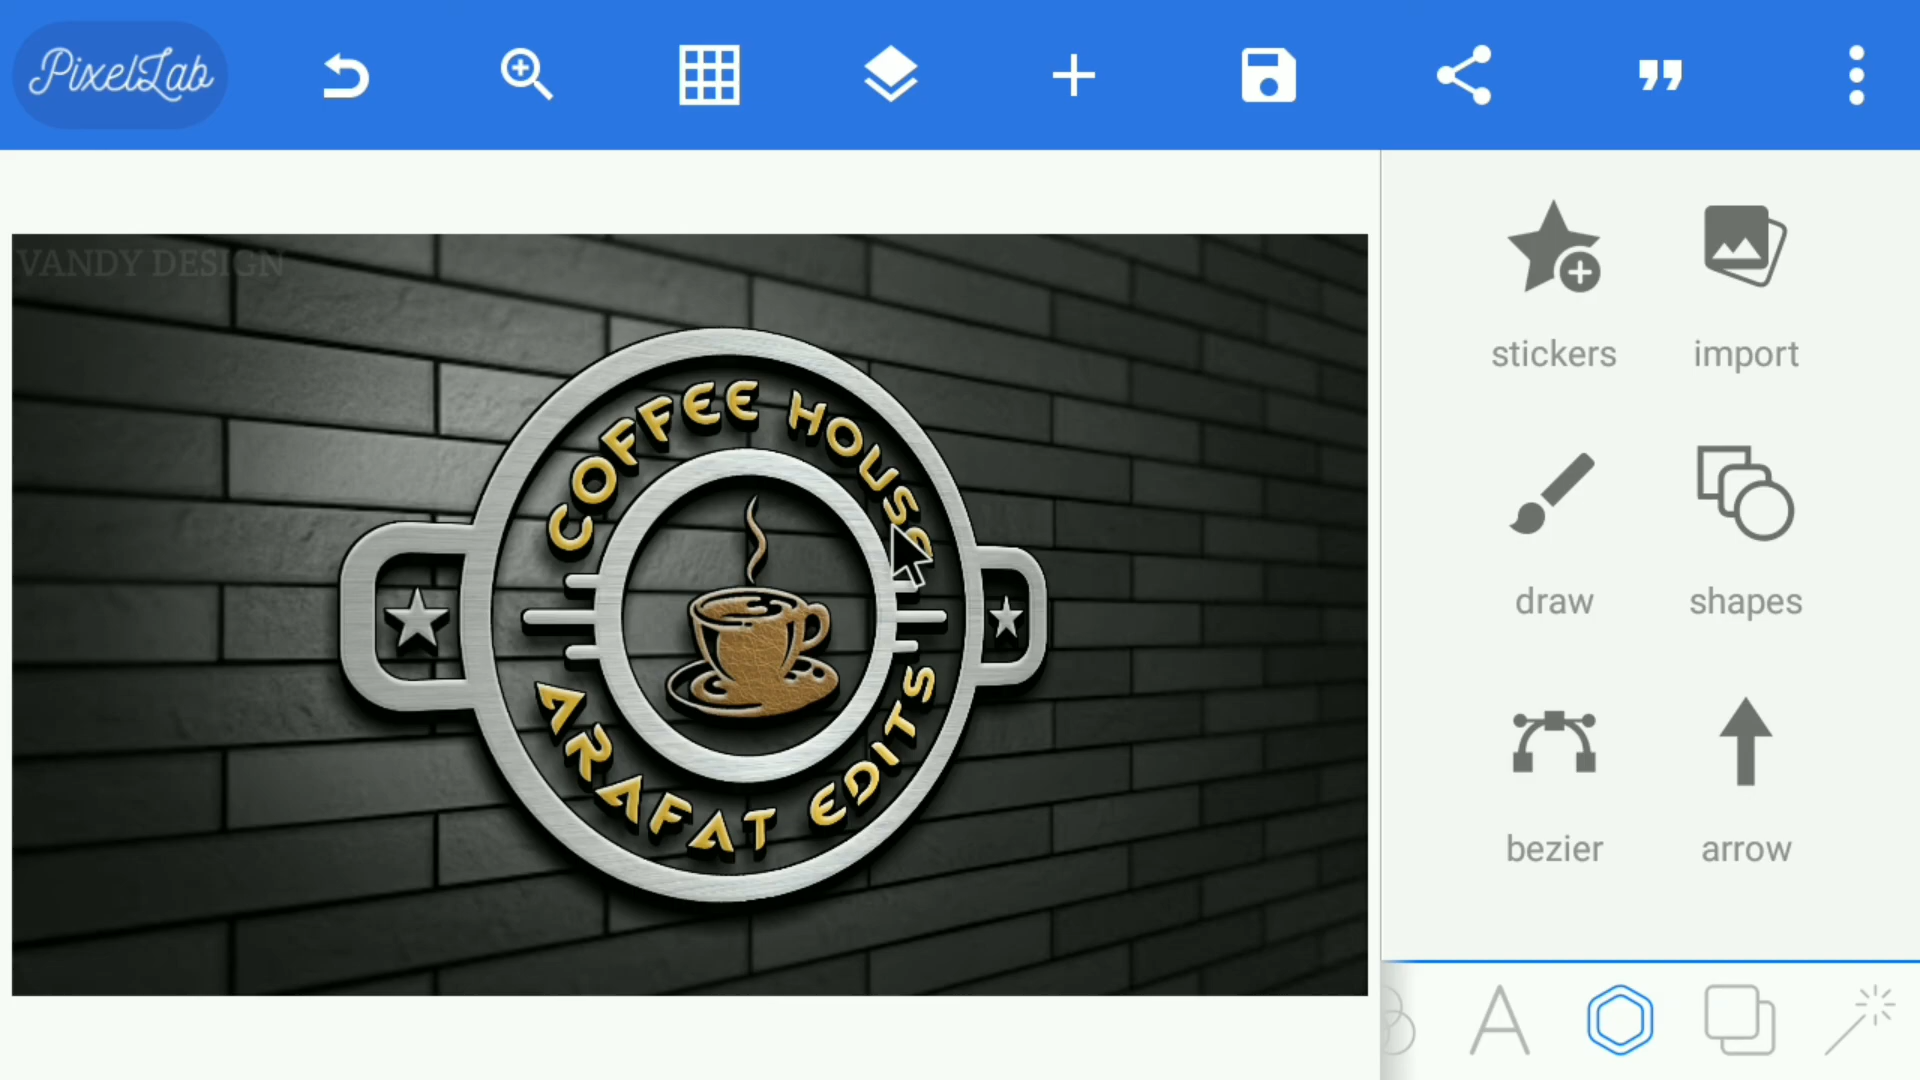 PixelLab
VANDY DESIGN
COFFEE HOUSE
ARAFAT EDITS
stickers
import
draw
shapes
bezier
arrow
A